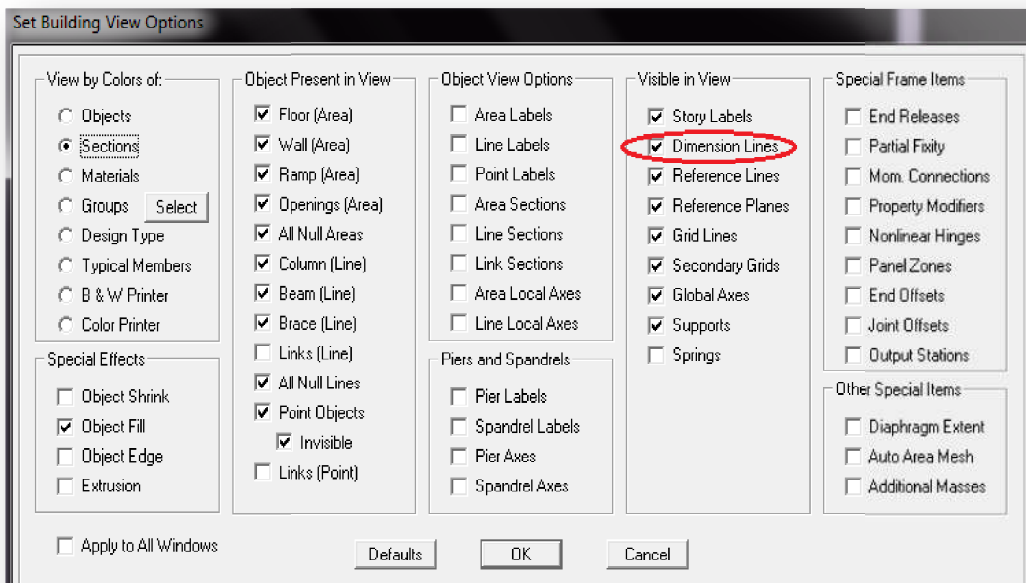 Set Building View Options
View by Colors of:
Objects
Sections
Materials
Groups
Select
Design Type
Typical Members
B & W Printer
Color Printer
Special Effects
Object Shrink
Object Fill
Object Edge
Extrusion
Object Present in View
Floor (Area)
Wall (Area)
Ramp (Area)
Openings (Area)
All Null Areas
Column (Line)
Beam (Line)
Brace (Line)
Links (Line)
All Null Lines
Point Objects
Invisible
Links (Point)
Object View Options
Area Labels
Line Labels
Point Labels
Area Sections
Line Sections
Link Sections
Area Local Axes
Line Local Axes
Piers and Spandrels
Pier Labels
Spandrel Labels
Pier Axes
Spandrel Axes
Visible in View
Story Labels
Dimension Lines
Reference Lines
Reference Planes
Grid Lines
Secondary Grids
Global Axes
Supports
Springs
Special Frame Items
End Releases
Partial Fixity
Mom. Connections
Property Modifiers
Nonlinear Hinges
Panel Zones
End Offsets
Joint Offsets
Output Stations
Other Special Items
Diaphragm Extent
Auto Area Mesh
Additional Masses
Apply to All Windows
Defaults
OK
Cancel